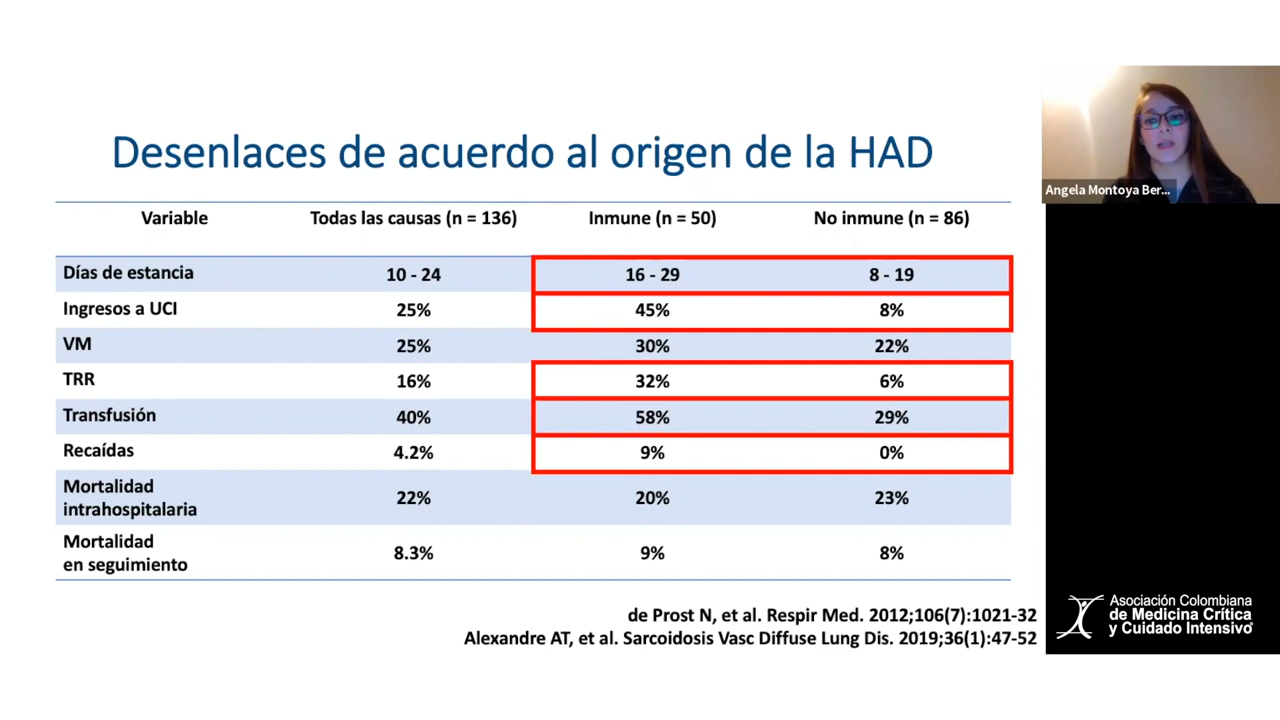 Desenlaces de acuerdo al origen de la HAD
Angela Montoya Ber...
Variable Todas las causas (n = 136) Inmune (n = 50) No inmune (n = 86)
Días de estancia 10 - 24 16 - 29 8 - 19
Ingresos a UCI 25% 45% 8%
VM 25% 30% 22%
TRR 16% 32% 6%
Transfusión 40% 58% 29%
Recaídas 4.2% 9% 0%
Mortalidad
intrahospitalaria 22% 20% 23%
Mortalidad
en seguimiento 8.3% 9% 8%
de Prost N, et al. Respir Med. 2012;106(7):1021-32
Alexandre AT, et al. Sarcoidosis Vasc Diffuse Lung Dis. 2019;36(1):47-52
Asociación Colombiana
de Medicina Crítica
y Cuidado Intensivo